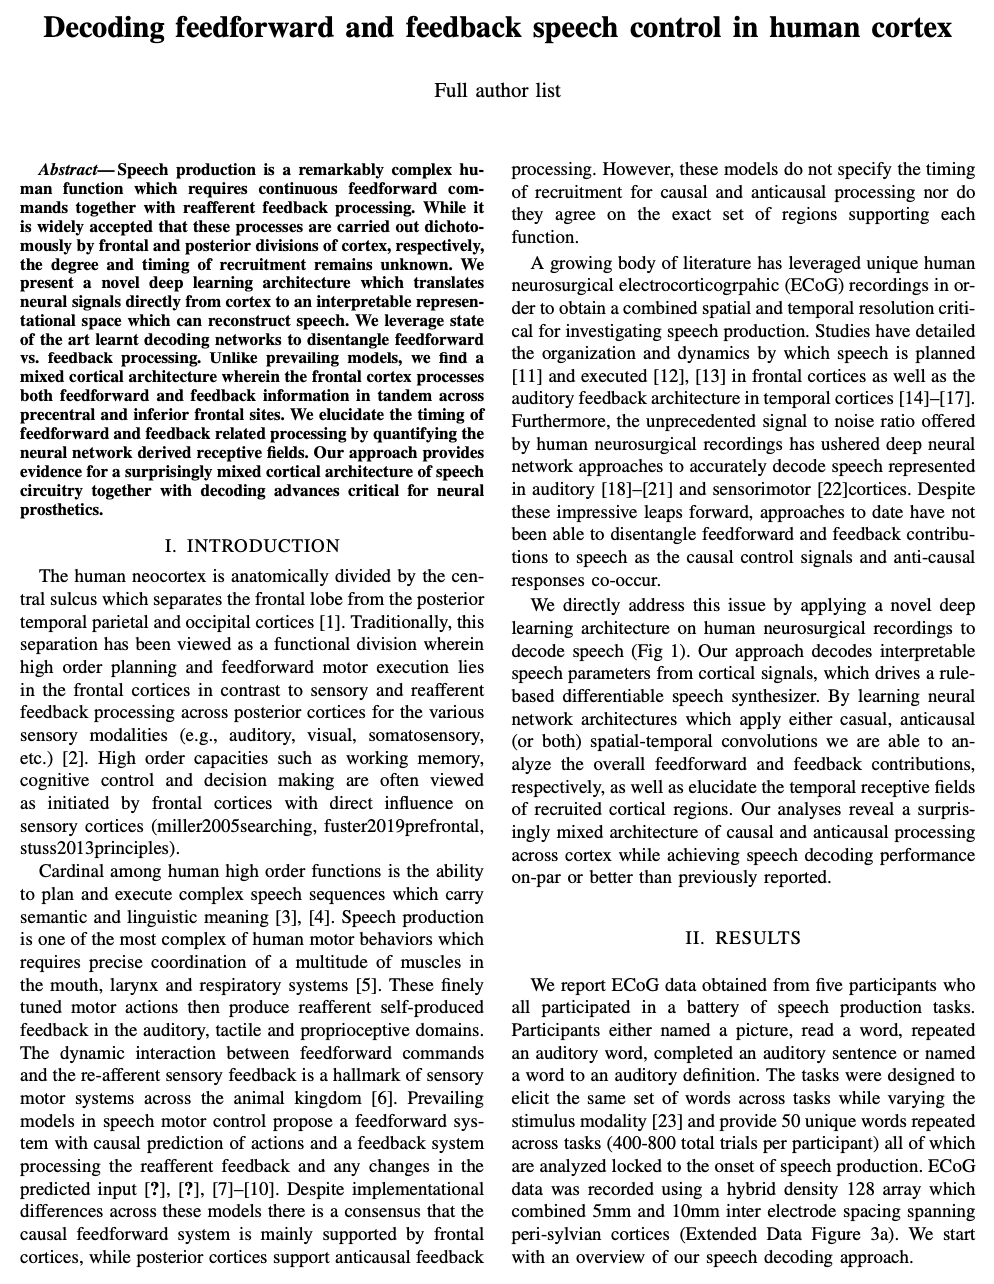 Decoding feedforward and feedback speech control in human cortex
Full author list
Abstract— Speech production is a remarkably complex hu-
man function which requires continuous feedforward com-
mands together with reafferent feedback processing. While it
is widely accepted that these processes are carried out dichoto-
mously by frontal and posterior divisions of cortex, respectively,
the degree and timing of recruitment remains unknown. We
present a novel deep learning architecture which translates
neural signals directly from cortex to an interpretable represen-
tational space which can reconstruct speech. We leverage state
of the art learnt decoding networks to disentangle feedforward
vs. feedback processing. Unlike prevailing models, we find a
mixed cortical architecture wherein the frontal cortex processes
both feedforward and feedback information in tandem across
precentral and inferior frontal sites. We elucidate the timing of
feedforward and feedback related processing by quantifying the
neural network derived receptive fields. Our approach provides
evidence for a surprisingly mixed cortical architecture of speech
circuitry together with decoding advances critical for neural
prosthetics.
I. INTRODUCTION
The human neocortex is anatomically divided by the cen-
tral sulcus which separates the frontal lobe from the posterior
temporal parietal and occipital cortices [1]. Traditionally, this
separation has been viewed as a functional division wherein
high order planning and feedforward motor execution lies
in the frontal cortices in contrast to sensory and reafferent
feedback processing across posterior cortices for the various
sensory modalities (e.g., auditory, visual, somatosensory,
etc.) [2]. High order capacities such as working memory,
cognitive control and decision making are often viewed
as initiated by frontal cortices with direct influence on
sensory cortices (miller2005searching, fuster2019prefrontal,
stuss2013principles).
Cardinal among human high order functions is the ability
to plan and execute complex speech sequences which carry
semantic and linguistic meaning [3], [4]. Speech production
is one of the most complex of human motor behaviors which
requires precise coordination of a multitude of muscles in
the mouth, larynx and respiratory systems [5]. These finely
tuned motor actions then produce reafferent self-produced
feedback in the auditory, tactile and proprioceptive domains.
The dynamic interaction between feedforward commands
and the re-afferent sensory feedback is a hallmark of sensory
motor systems across the animal kingdom [6]. Prevailing
models in speech motor control propose a feedforward sys-
tem with causal prediction of actions and a feedback system
processing the reafferent feedback and any changes in the
predicted input [?], [?], [7]–[10]. Despite implementational
differences across these models there is a consensus that the
causal feedforward system is mainly supported by frontal
cortices, while posterior cortices support anticausal feedback
processing. However, these models do not specify the timing
of recruitment for causal and anticausal processing nor do
they agree on the exact set of regions supporting each
function.
A growing body of literature has leveraged unique human
neurosurgical electrocorticogrpahic (ECoG) recordings in or-
der to obtain a combined spatial and temporal resolution criti-
cal for investigating speech production. Studies have detailed
the organization and dynamics by which speech is planned
[11] and executed [12], [13] in frontal cortices as well as the
auditory feedback architecture in temporal cortices [14]–[17].
Furthermore, the unprecedented signal to noise ratio offered
by human neurosurgical recordings has ushered deep neural
network approaches to accurately decode speech represented
in auditory [18]–[21] and sensorimotor [22]cortices. Despite
these impressive leaps forward, approaches to date have not
been able to disentangle feedforward and feedback contribu-
tions to speech as the causal control signals and anti-causal
responses co-occur.
We directly address this issue by applying a novel deep
learning architecture on human neurosurgical recordings to
decode speech (Fig 1). Our approach decodes interpretable
speech parameters from cortical signals, which drives a rule-
based differentiable speech synthesizer. By learning neural
network architectures which apply either casual, anticausal
(or both) spatial-temporal convolutions we are able to an-
alyze the overall feedforward and feedback contributions,
respectively, as well as elucidate the temporal receptive fields
of recruited cortical regions. Our analyses reveal a surpris-
ingly mixed architecture of causal and anticausal processing
across cortex while achieving speech decoding performance
on-par or better than previously reported.
II. RESULTS
We report ECoG data obtained from five participants who
all participated in a battery of speech production tasks.
Participants either named a picture, read a word, repeated
an auditory word, completed an auditory sentence or named
a word to an auditory definition. The tasks were designed to
elicit the same set of words across tasks while varying the
stimulus modality [23] and provide 50 unique words repeated
across tasks (400-800 total trials per participant) all of which
are analyzed locked to the onset of speech production. ECoG
data was recorded using a hybrid density 128 array which
combined 5mm and 10mm inter electrode spacing spanning
peri-sylvian cortices (Extended Data Figure 3a). We start
with an overview of our speech decoding approach.